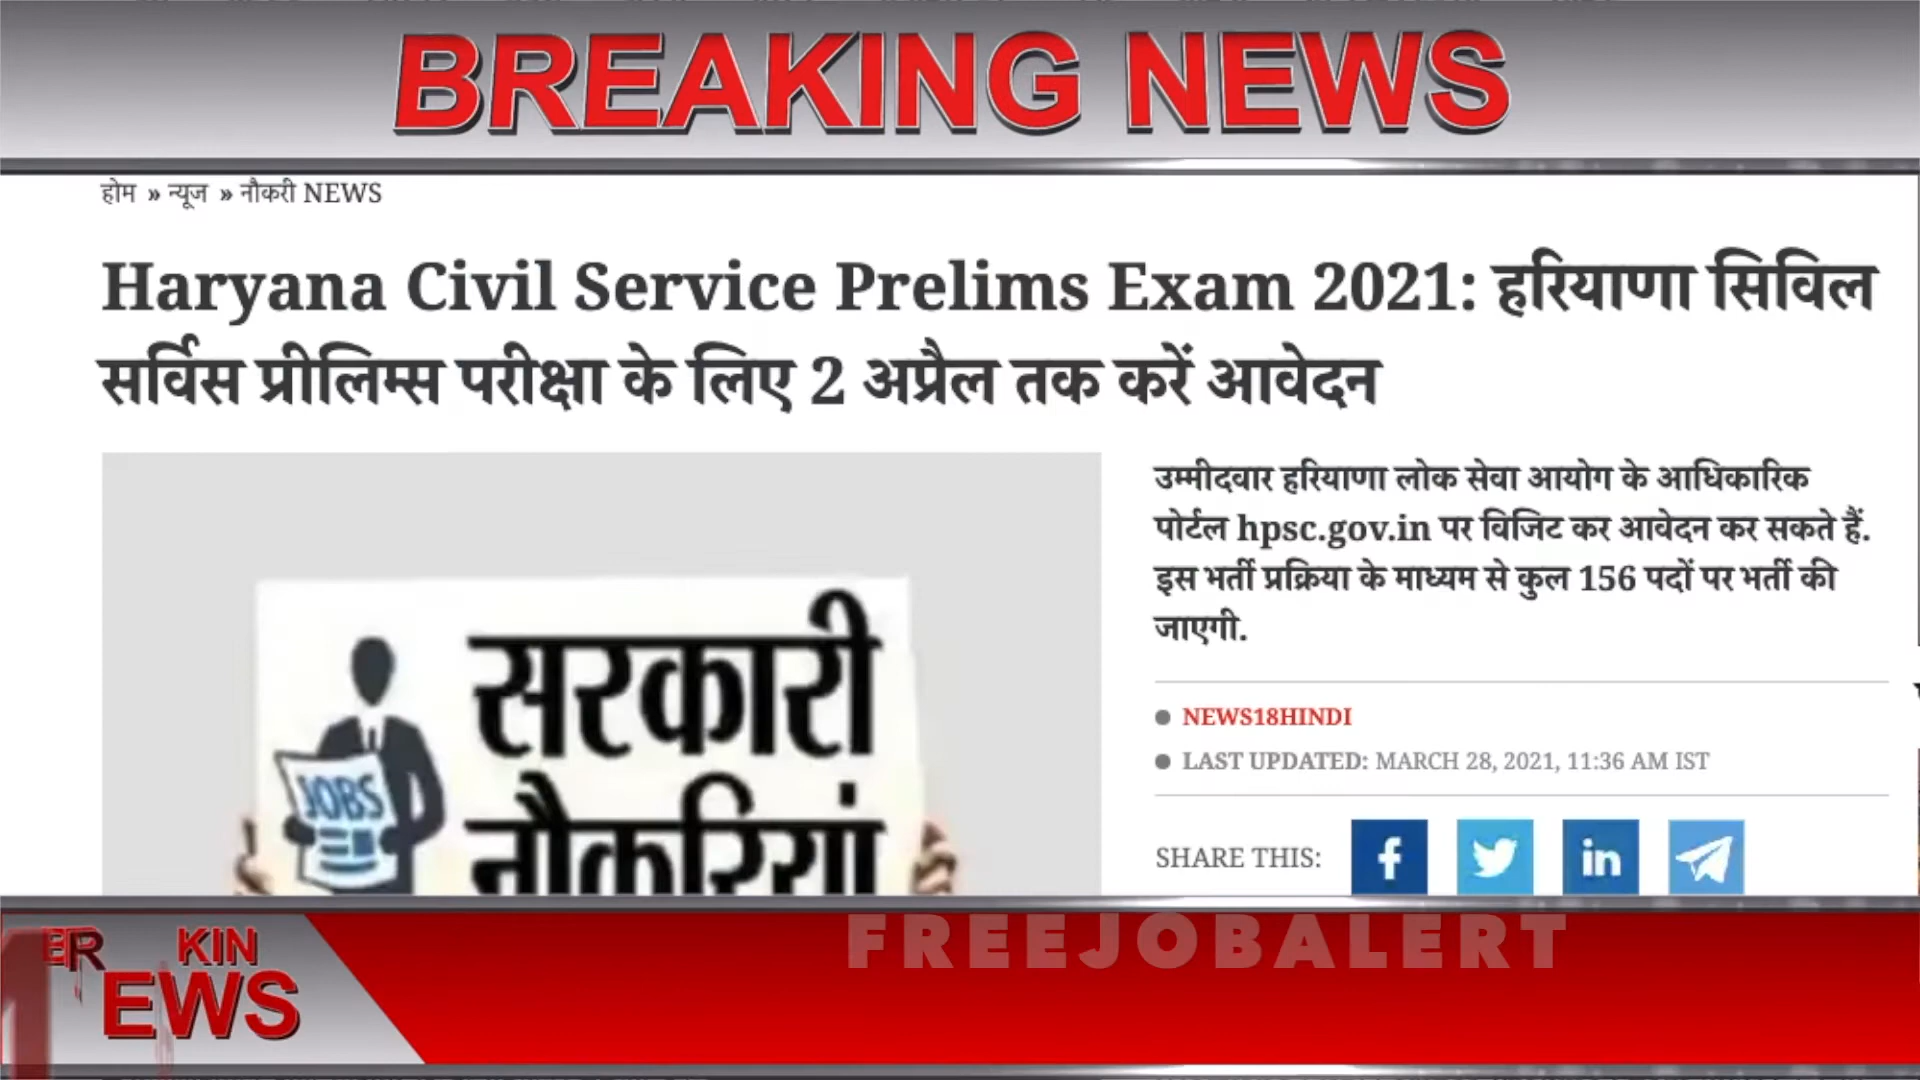 BREAKING NEWS
होम » न्यूज » नौकरी NEWS
Haryana Civil Service Prelims Exam 2021: हरियाणा सिविल
सर्विस प्रीलिम्स परीक्षा के लिए 2 अप्रैल तक करें आवेदन
उम्मीदवार हरियाणा लोक सेवा आयोग के आधिकारिक
पोर्टल hpsc.gov.in पर विजिट कर आवेदन कर सकते हैं.
इस भर्ती प्रक्रिया के माध्यम से कुल 156 पदों पर भर्ती की
जाएगी.
NEWS18HINDI
LAST UPDATED: MARCH 28, 2021, 11:36 AM IST
SHARE THIS:
सरकारी
नौकरियां
JOBS
FREEJOBALERT
KIN
EWS